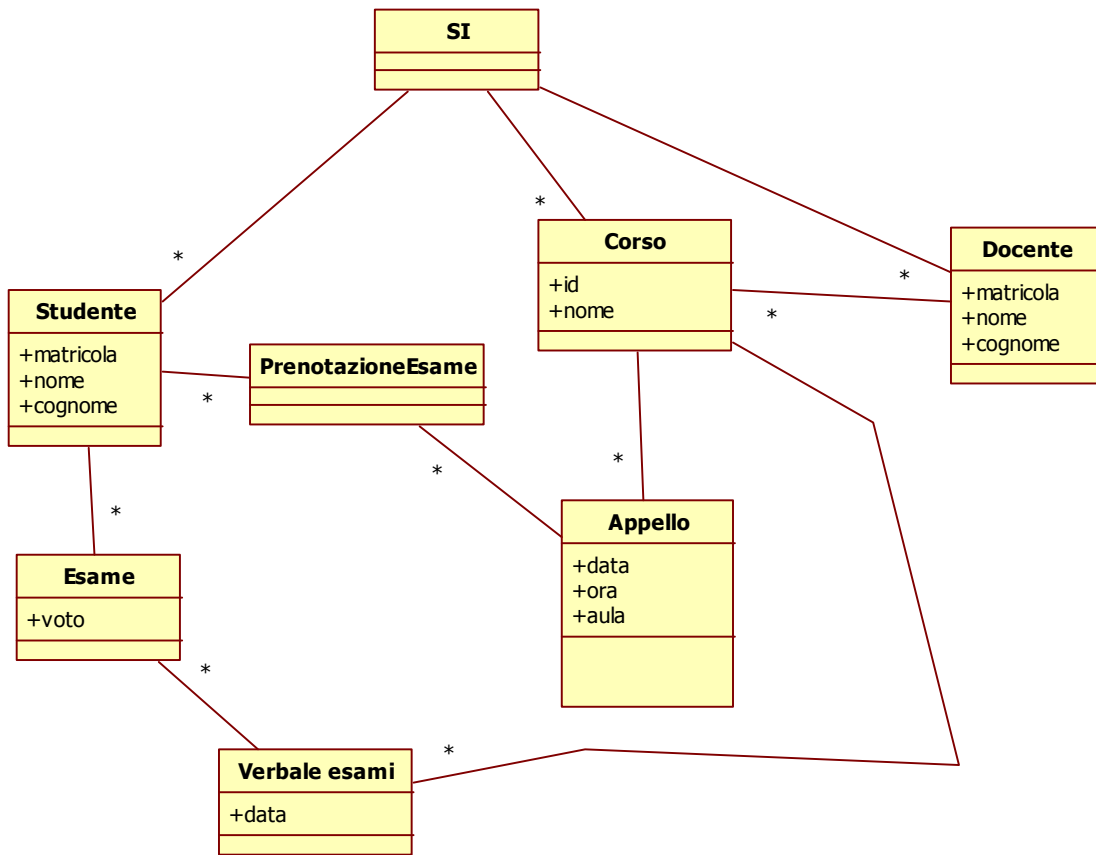 SI
*
*
*
*
Corso
+id
+nome
Docente
+matricola
+nome
+cognome
Studente
+matricola
+nome
+cognome
PrenotazioneEsame
*
*
*
*
Appello
+data
+ora
+aula
Esame
+voto
*
*
Verbale esami
+data